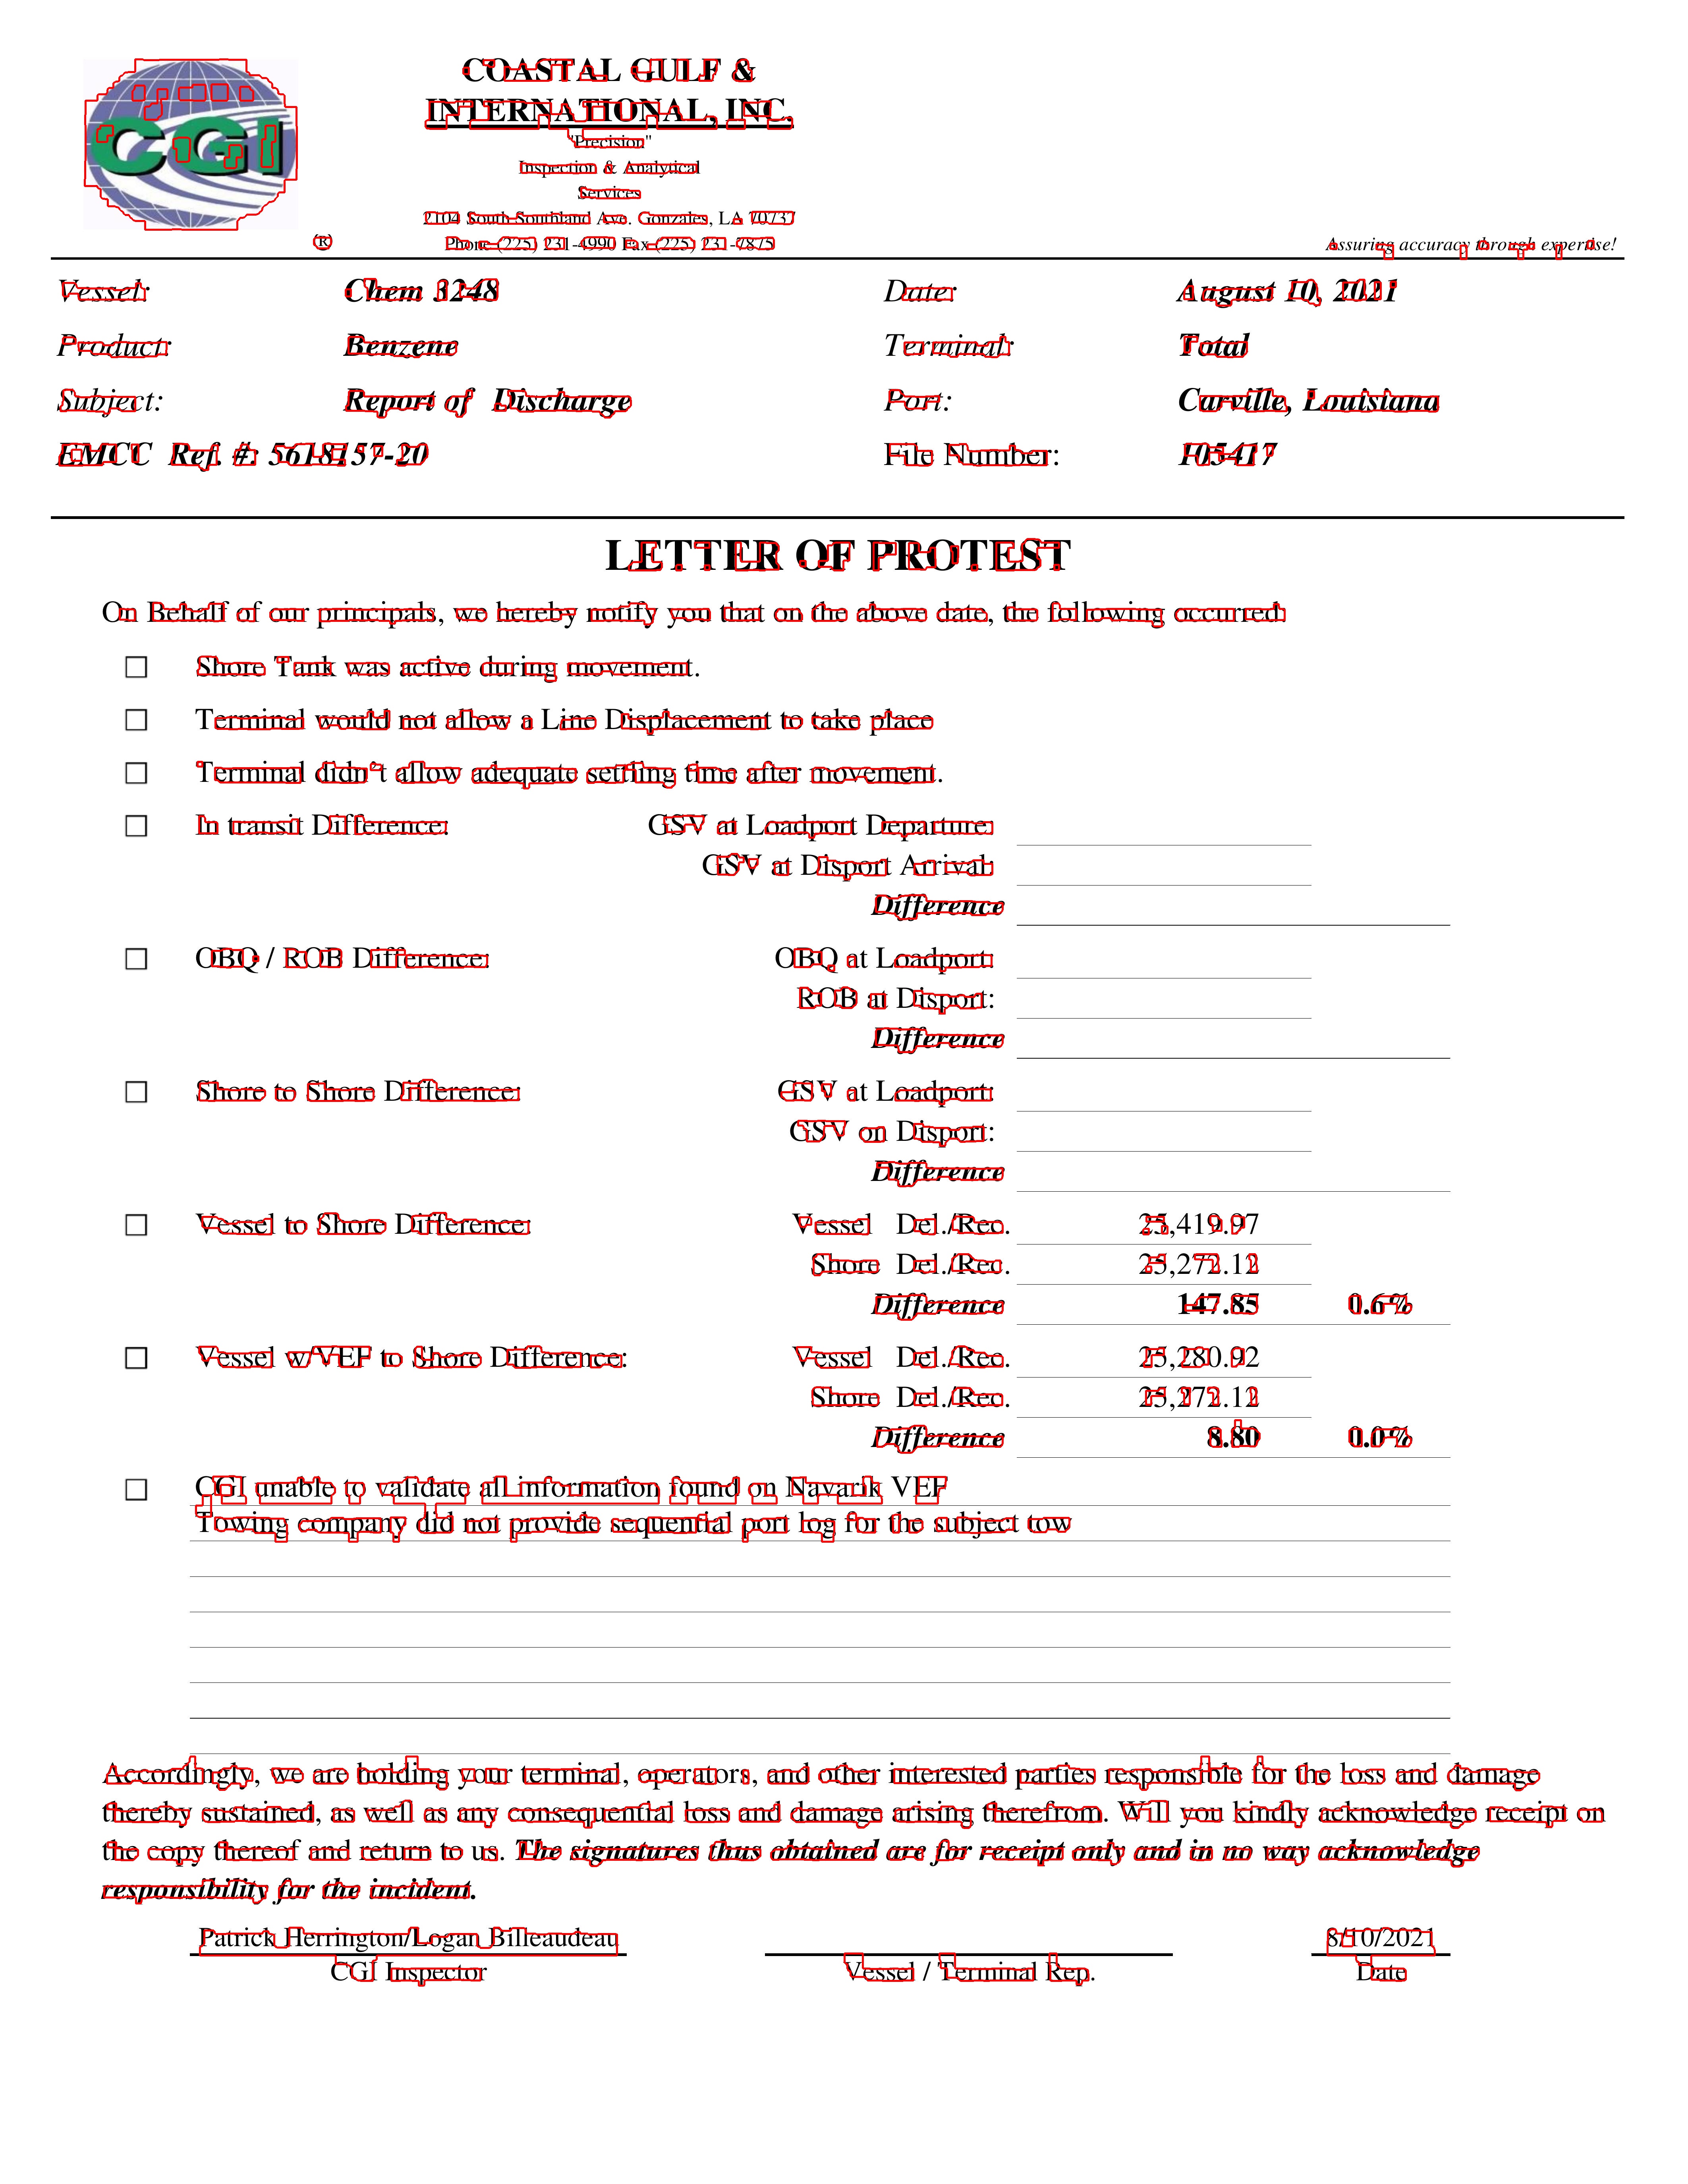 COASTAL GULF &
INTERNATIONAL, INC.
"Precision"
Inspection & Analytical
Services
2104 South Southland Ave. Gonzales, LA 70737
Phone (225) 231-4990 Fax (225) 231-7875
CGI
(R)
Assuring accuracy through expertise!
Vessel: Chem 3248 Date: August 10, 2021
Product: Benzene Terminal: Total
Subject: Report of Discharge Port: Carville, Louisiana
EMCC Ref. #: 5618157-20 File Number: 105417
LETTER OF PROTEST
On Behalf of our principals, we hereby notify you that on the above date, the following occurred:
☐ Shore Tank was active during movement.
☐ Terminal would not allow a Line Displacement to take place
☐ Terminal didn't allow adequate settling time after movement.
☐ In transit Difference: GSV at Loadport Departure:
GSV at Disport Arrival:
Difference
☐ OBQ / ROB Difference: OBQ at Loadport:
ROB at Disport:
Difference
☐ Shore to Shore Difference: GSV at Loadport:
GSV on Disport:
Difference
☐ Vessel to Shore Difference: Vessel Del./Rec. 25,419.97
Shore Del./Rec. 25,272.12
Difference 147.85 0.6%
☐ Vessel w/VEF to Shore Difference: Vessel Del./Rec. 25,280.92
Shore Del./Rec. 25,272.12
Difference 8.80 0.0%
☐ CGI unable to validate all information found on Navarik VEF
Towing company did not provide sequential port log for the subject tow
Accordingly, we are holding your terminal, operators, and other interested parties responsible for the loss and damage
thereby sustained, as well as any consequential loss and damage arising therefrom. Will you kindly acknowledge receipt on
the copy thereof and return to us. The signatures thus obtained are for receipt only and in no way acknowledge
responsibility for the incident.
Patrick Herrington/Logan Billeaudeau 8/10/2021
CGI Inspector Vessel / Terminal Rep. Date